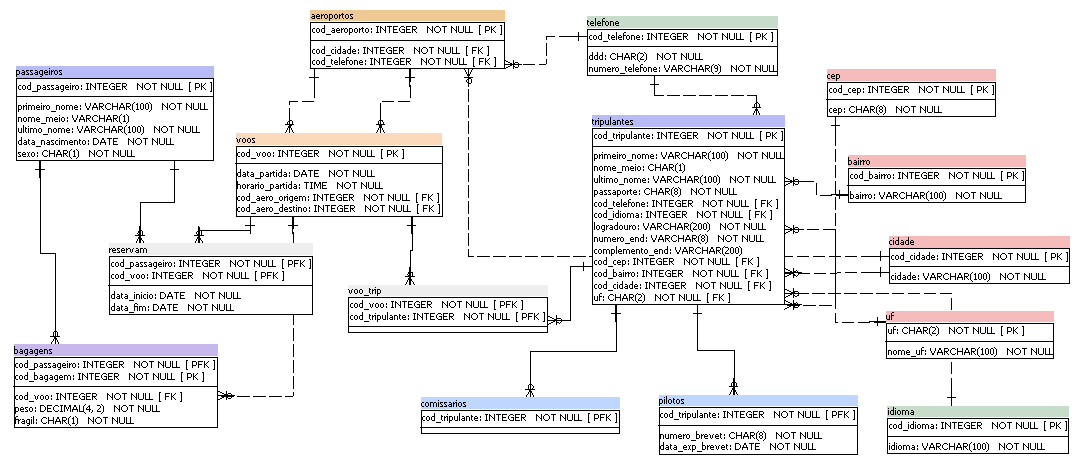 aeroportos
cod_aeroporto: INTEGER NOT NULL [ PK ]
cod_cidade: INTEGER NOT NULL [ FK ]
cod_telefone: INTEGER NOT NULL [ FK ]
telefone
cod_telefone: INTEGER NOT NULL [ PK ]
ddd: CHAR(2) NOT NULL
numero_telefone: VARCHAR(9) NOT NULL
passageiros
cod_passageiro: INTEGER NOT NULL [ PK ]
primeiro_nome: VARCHAR(100) NOT NULL
nome_meio: VARCHAR(1)
ultimo_nome: VARCHAR(100) NOT NULL
data_nascimento: DATE NOT NULL
sexo: CHAR(1) NOT NULL
cep
cod_cep: INTEGER NOT NULL [ PK ]
cep: CHAR(8) NOT NULL
tripulantes
cod_tripulante: INTEGER NOT NULL [ PK ]
primeiro_nome: VARCHAR(100) NOT NULL
nome_meio: CHAR(1)
ultimo_nome: VARCHAR(100) NOT NULL
passaporte: CHAR(8) NOT NULL
cod_telefone: INTEGER NOT NULL [ FK ]
cod_idioma: INTEGER NOT NULL [ FK ]
logradouro: VARCHAR(200) NOT NULL
numero_end: VARCHAR(8) NOT NULL
complemento_end: VARCHAR(200)
cod_cep: INTEGER NOT NULL [ FK ]
cod_bairro: INTEGER NOT NULL [ FK ]
cod_cidade: INTEGER NOT NULL [ FK ]
uf: CHAR(2) NOT NULL [ FK ]
voos
cod_voo: INTEGER NOT NULL [ PK ]
data_partida: DATE NOT NULL
horario_partida: TIME NOT NULL
cod_aero_origem: INTEGER NOT NULL [ FK ]
cod_aero_destino: INTEGER NOT NULL [ FK ]
bairro
cod_bairro: INTEGER NOT NULL [ PK ]
bairro: VARCHAR(100) NOT NULL
cidade
cod_cidade: INTEGER NOT NULL [ PK ]
cidade: VARCHAR(100) NOT NULL
reservam
cod_passageiro: INTEGER NOT NULL [ PFK ]
cod_voo: INTEGER NOT NULL [ PFK ]
data_inicio: DATE NOT NULL
data_fim: DATE NOT NULL
voo_trip
cod_voo: INTEGER NOT NULL [ PFK ]
cod_tripulante: INTEGER NOT NULL [ PFK ]
uf
uf: CHAR(2) NOT NULL [ PK ]
nome_uf: VARCHAR(100) NOT NULL
bagagens
cod_passageiro: INTEGER NOT NULL [ PFK ]
cod_bagagem: INTEGER NOT NULL [ PK ]
cod_voo: INTEGER NOT NULL [ FK ]
peso: DECIMAL(4, 2) NOT NULL
fragil: CHAR(1) NOT NULL
comissarios
cod_tripulante: INTEGER NOT NULL [ PFK ]
pilotos
cod_tripulante: INTEGER NOT NULL [ PFK ]
numero_brevet: CHAR(8) NOT NULL
data_exp_brevet: DATE NOT NULL
idioma
cod_idioma: INTEGER NOT NULL [ PK ]
idioma: VARCHAR(100) NOT NULL